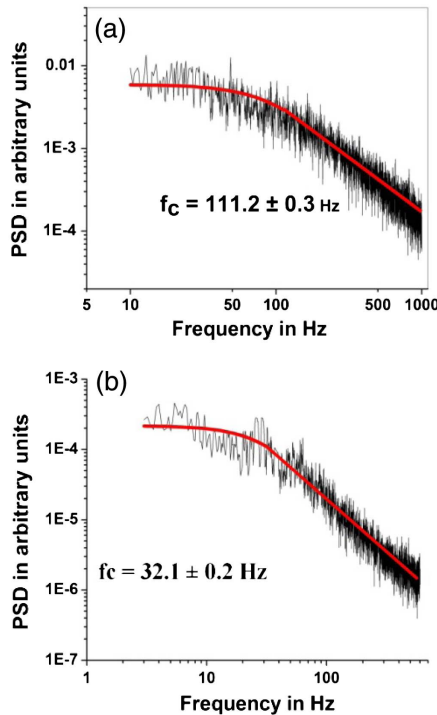 (a)
PSD in arbitrary units
0.01
1E-3
1E-4
fc = 111.2 ± 0.3 Hz
5 10 50 100 500 1000
Frequency in Hz
(b)
PSD in arbitrary units
1E-3
1E-4
1E-5
1E-6
1E-7
fc = 32.1 ± 0.2 Hz
1 10 100
Frequency in Hz